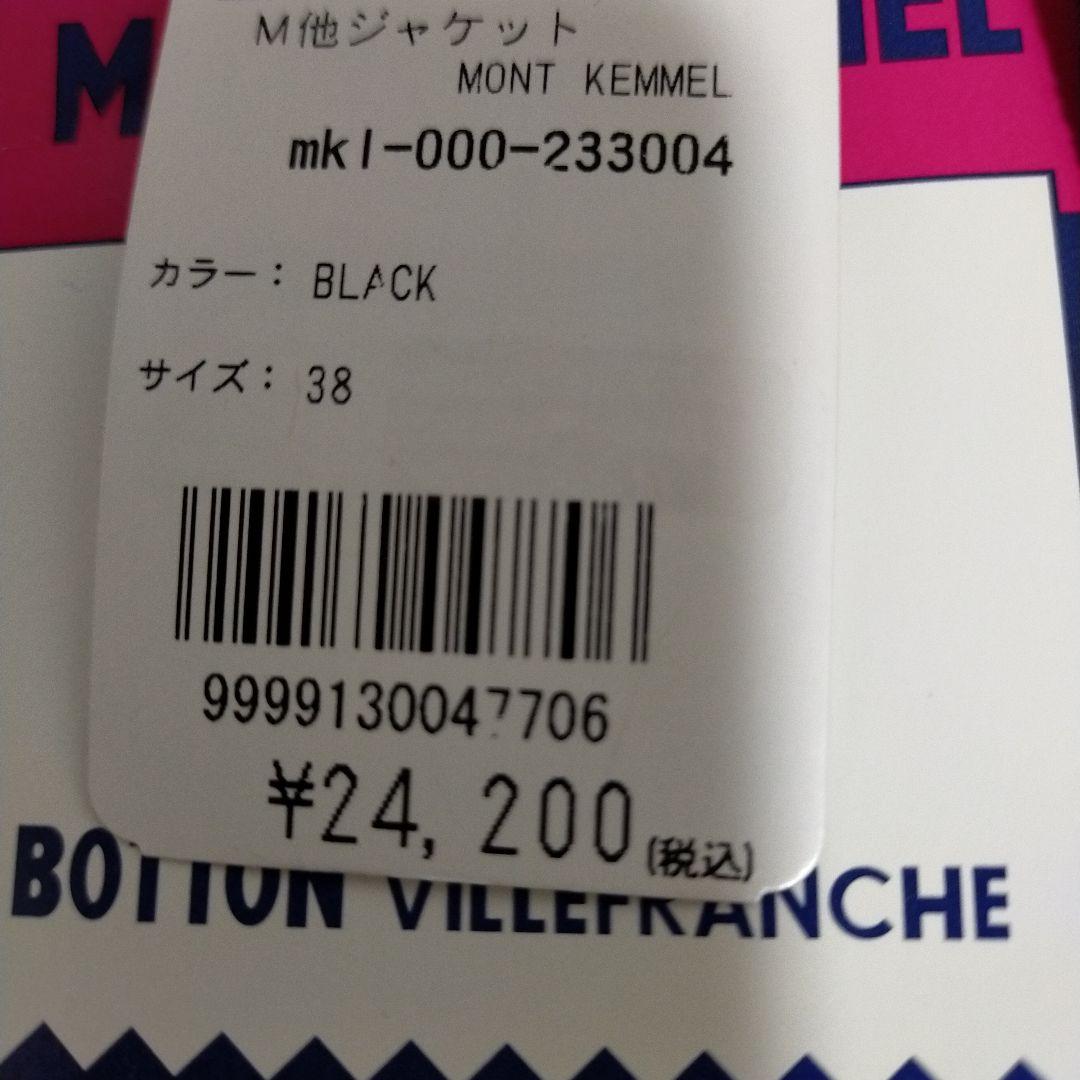 M他ジャケット
MONT KEMMEL
mkl-000-233004
カラー： BLACK
サイズ： 38
9999130047706
¥24,200(税込)
BOTTON VILLEFRANCHE